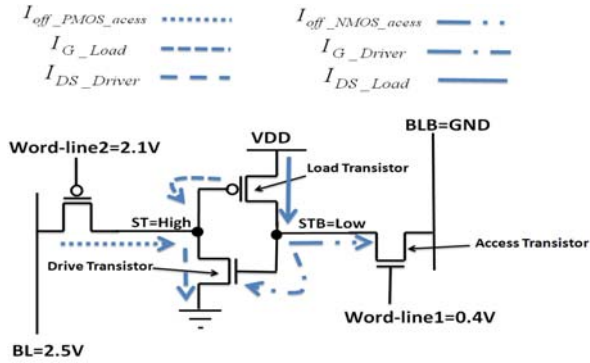 I_off_PMOS_acess
I_off_NMOS_acess
I_G_Load
I_G_Driver
I_DS_Driver
I_DS_Load
BLB=GND
Word-line2=2.1V
VDD
Load Transistor
ST=High
STB=Low
Access Transistor
Drive Transistor
Word-line1=0.4V
BL=2.5V